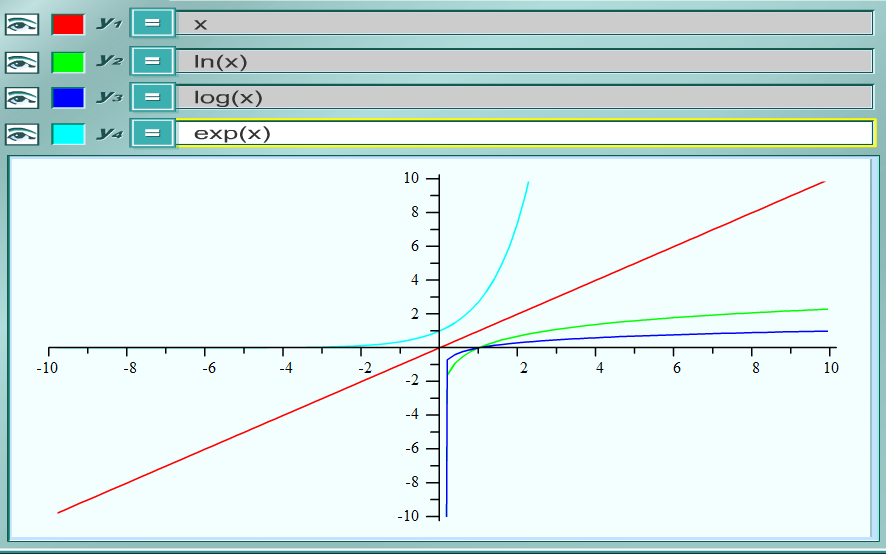 y1 = x
y2 = ln(x)
y3 = log(x)
y4 = exp(x)
10
8
6
4
2
-10 -8 -6 -4 -2 2 4 6 8 10
-2
-4
-6
-8
-10